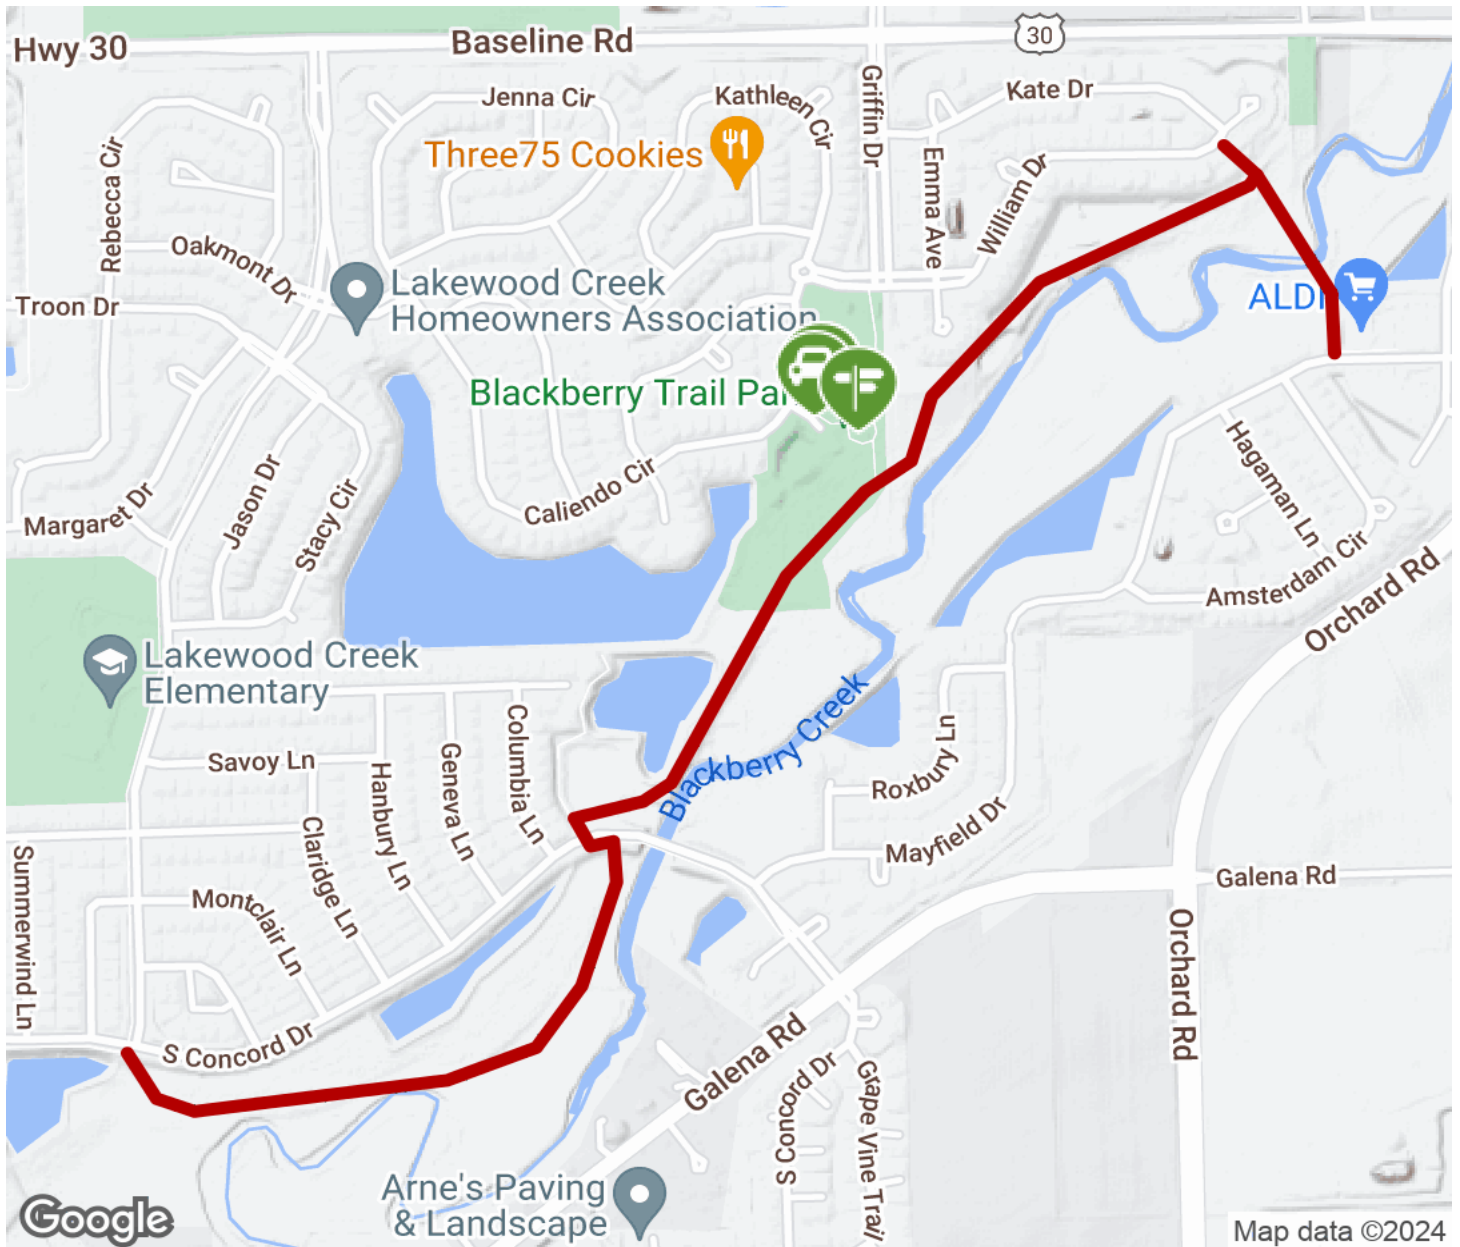 Hwy 30
Baseline Rd
30
Kate Dr
Jenna Cir
Kathleen Cir
Griffin Dr
Three75 Cookies
Emma Ave
William Dr
Rebecca Cir
Oakmont Dr
Lakewood Creek
Homeowners Association
Troon Dr
ALDI
Blackberry Trail Par
Hagaman Ln
Caliendo Cir
Margaret Dr
Jason Dr
Stacy Cir
Amsterdam Cir
Orchard Rd
Lakewood Creek
Elementary
Columbia Ln
Blackberry Creek
Roxbury Ln
Savoy Ln
Geneva Ln
Hanbury Ln
Mayfield Dr
Claridge Ln
Summerwind Ln
Galena Rd
Montclair Ln
Orchard Rd
S Concord Dr
Galena Rd
S Concord Dr
Grape Vine Trail
Arne's Paving
& Landscape
Google
Map data ©2024